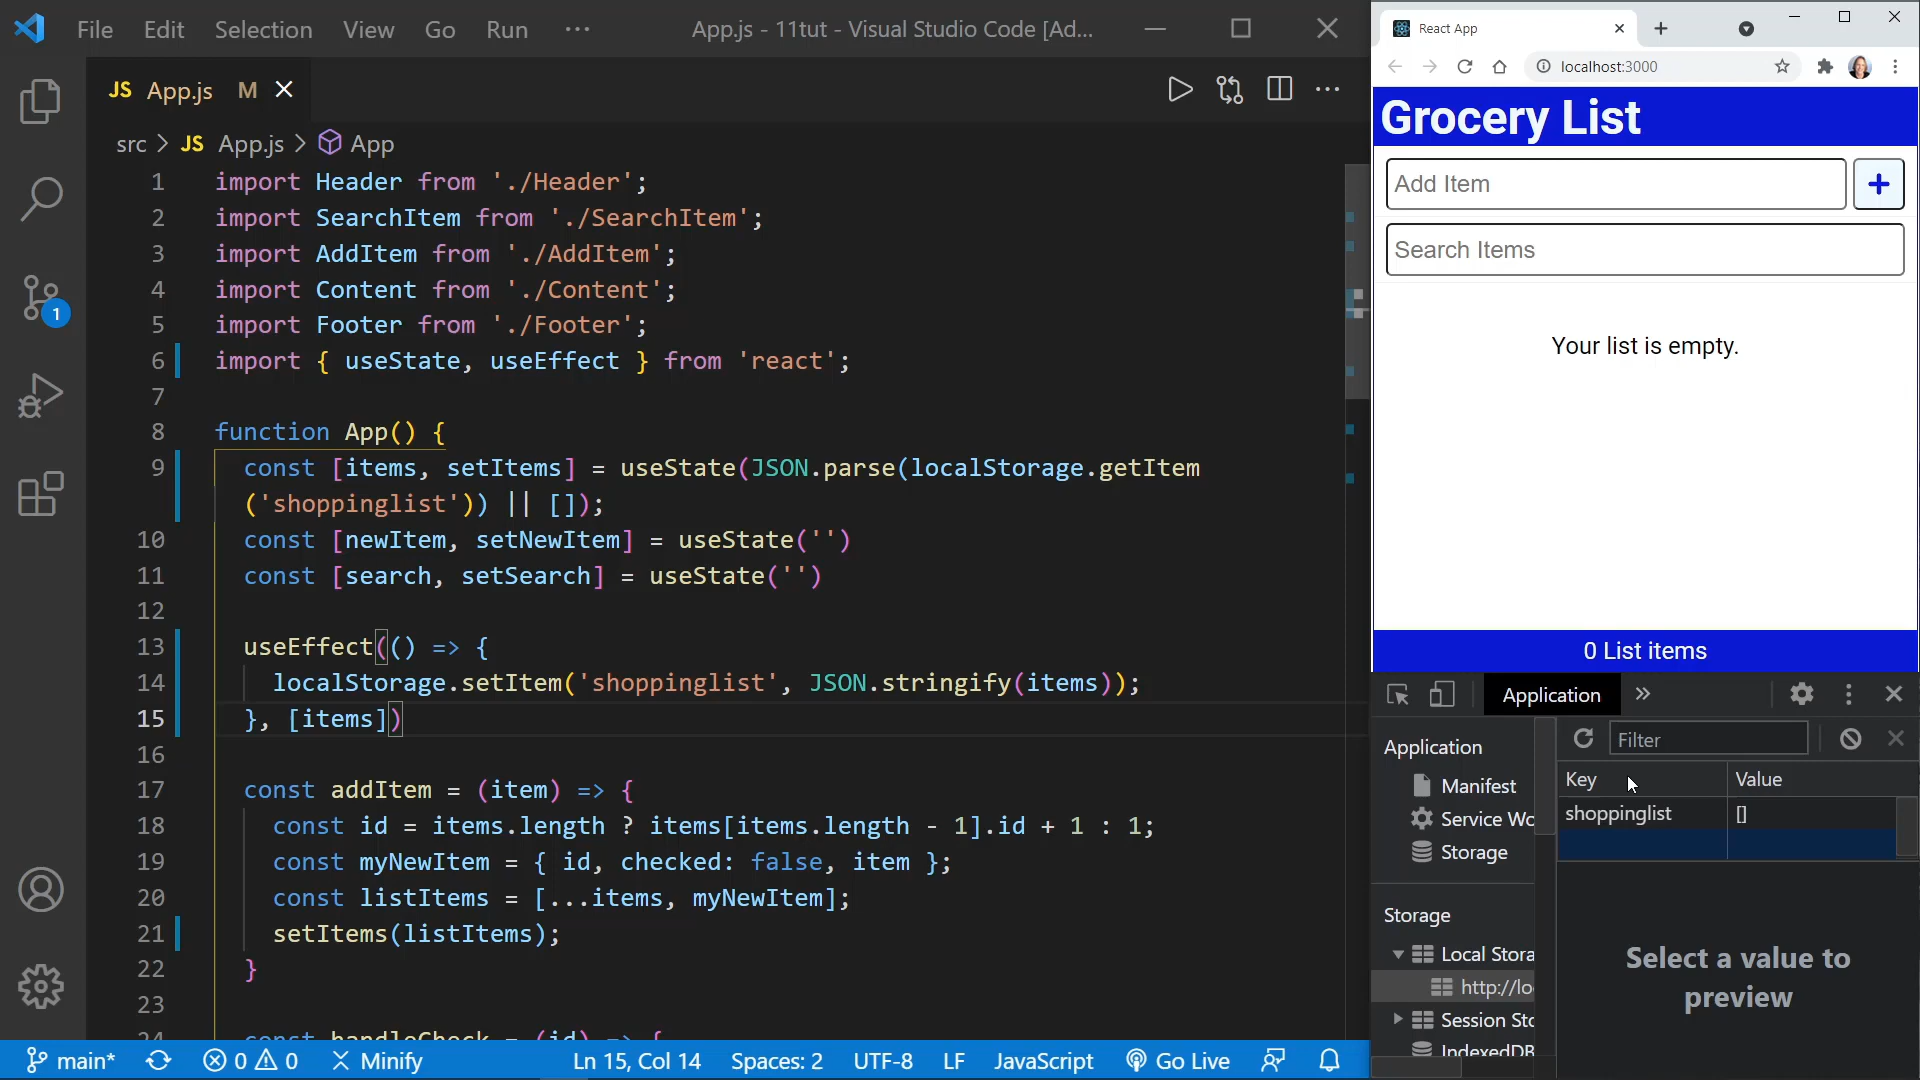 File Edit Selection View Go Run ··· App.js - 11tut - Visual Studio Code [Ad...
JS App.js M
src > JS App.js > App
1 import Header from './Header';
2 import SearchItem from './SearchItem';
3 import AddItem from './AddItem';
4 import Content from './Content';
5 import Footer from './Footer';
6 import { useState, useEffect } from 'react';
7
8 function App() {
9 const [items, setItems] = useState(JSON.parse(localStorage.getItem
('shoppinglist')) || []);
10 const [newItem, setNewItem] = useState('')
11 const [search, setSearch] = useState('')
12
13 useEffect(() => {
14 localStorage.setItem('shoppinglist', JSON.stringify(items));
15 }, [items])
16
17 const addItem = (item) => {
18 const id = items.length ? items[items.length - 1].id + 1 : 1;
19 const myNewItem = { id, checked: false, item };
20 const listItems = [...items, myNewItem];
21 setItems(listItems);
22 }
23
24 const handleCheck = (id) => {
1
main* 0 0 Minify Ln 15, Col 14 Spaces: 2 UTF-8 LF JavaScript Go Live
React App
localhost:3000
Grocery List
Add Item +
Search Items
Your list is empty.
0 List items
Application »
Application
Manifest
Service Wo
Storage
Storage
Local Stora
http://lo
Session Sto
IndexedDB
Filter
Key Value
shoppinglist []
Select a value to
preview